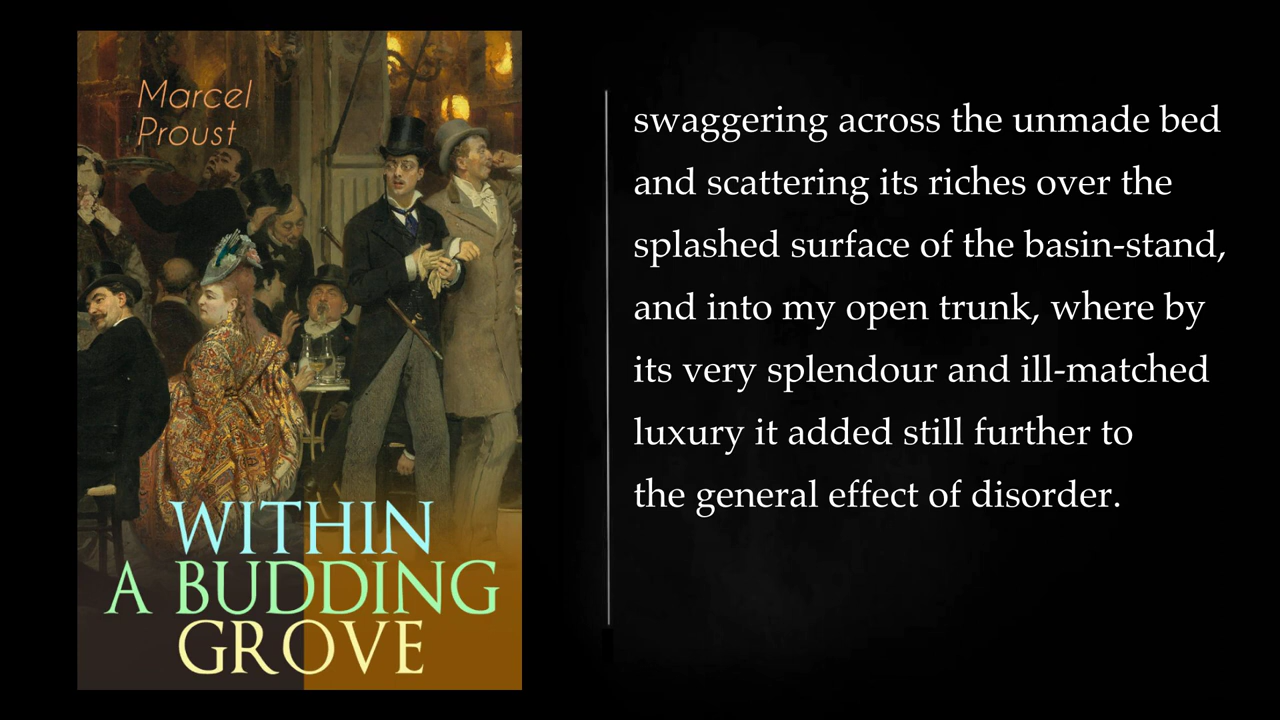 Marcel
Proust
WITHIN
A BUDDING
GROVE
swaggering across the unmade bed
and scattering its riches over the
splashed surface of the basin-stand,
and into my open trunk, where by
its very splendour and ill-matched
luxury it added still further to
the general effect of disorder.